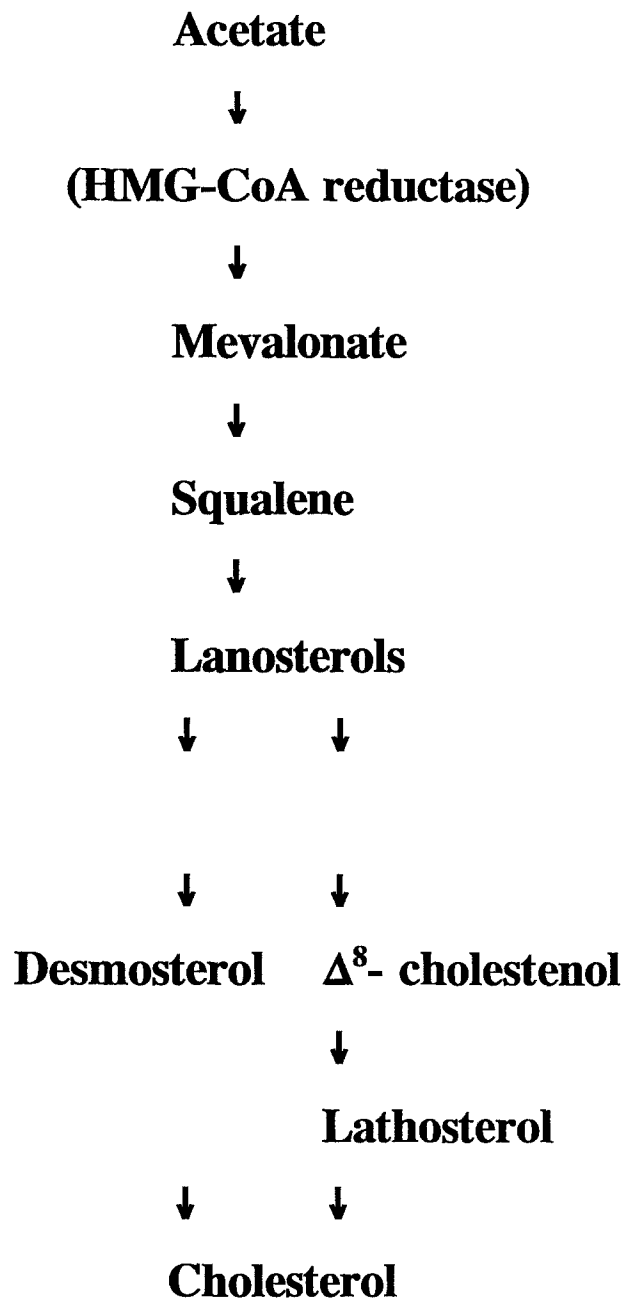 Acetate
↓
(HMG-CoA reductase)
↓
Mevalonate
↓
Squalene
↓
Lanosterols
↓ ↓
↓ ↓
Desmosterol Δ⁸- cholestenol
↓
Lathosterol
↓ ↓
Cholesterol